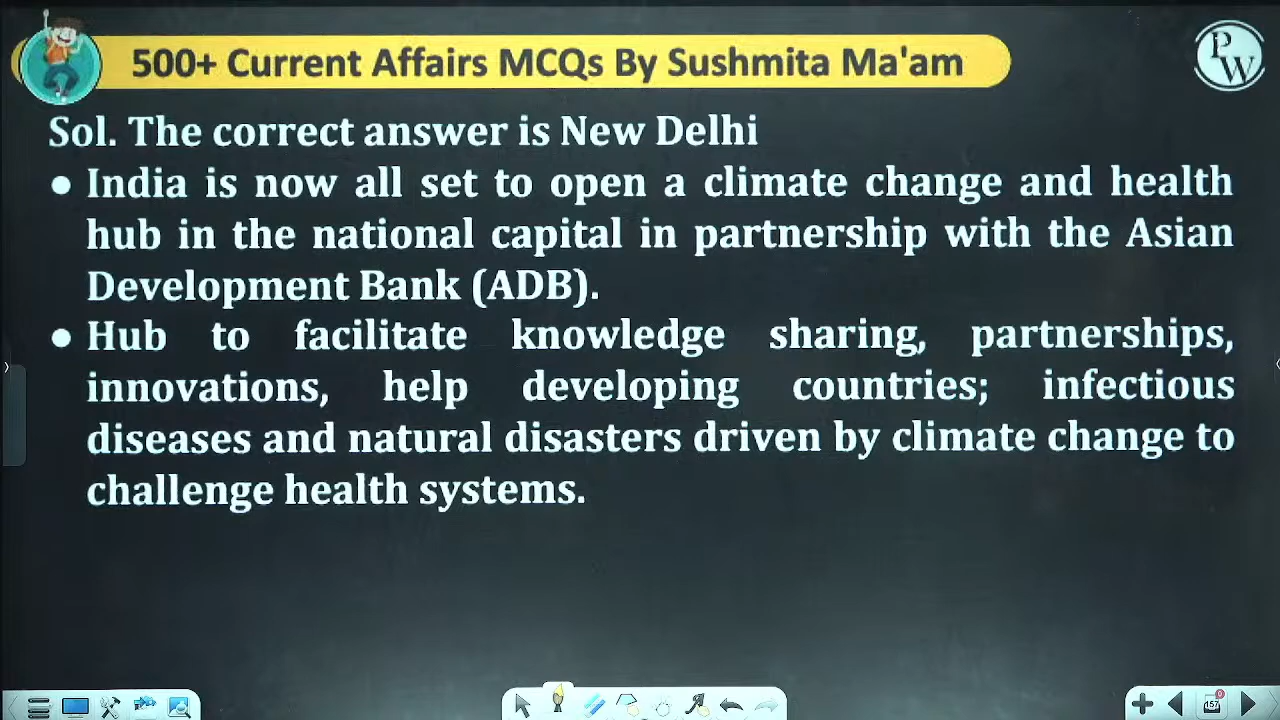 500+ Current Affairs MCQs By Sushmita Ma'am
PW
Sol. The correct answer is New Delhi
● India is now all set to open a climate change and health
hub in the national capital in partnership with the Asian
Development Bank (ADB).
● Hub to facilitate knowledge sharing, partnerships,
innovations, help developing countries; infectious
diseases and natural disasters driven by climate change to
challenge health systems.
157